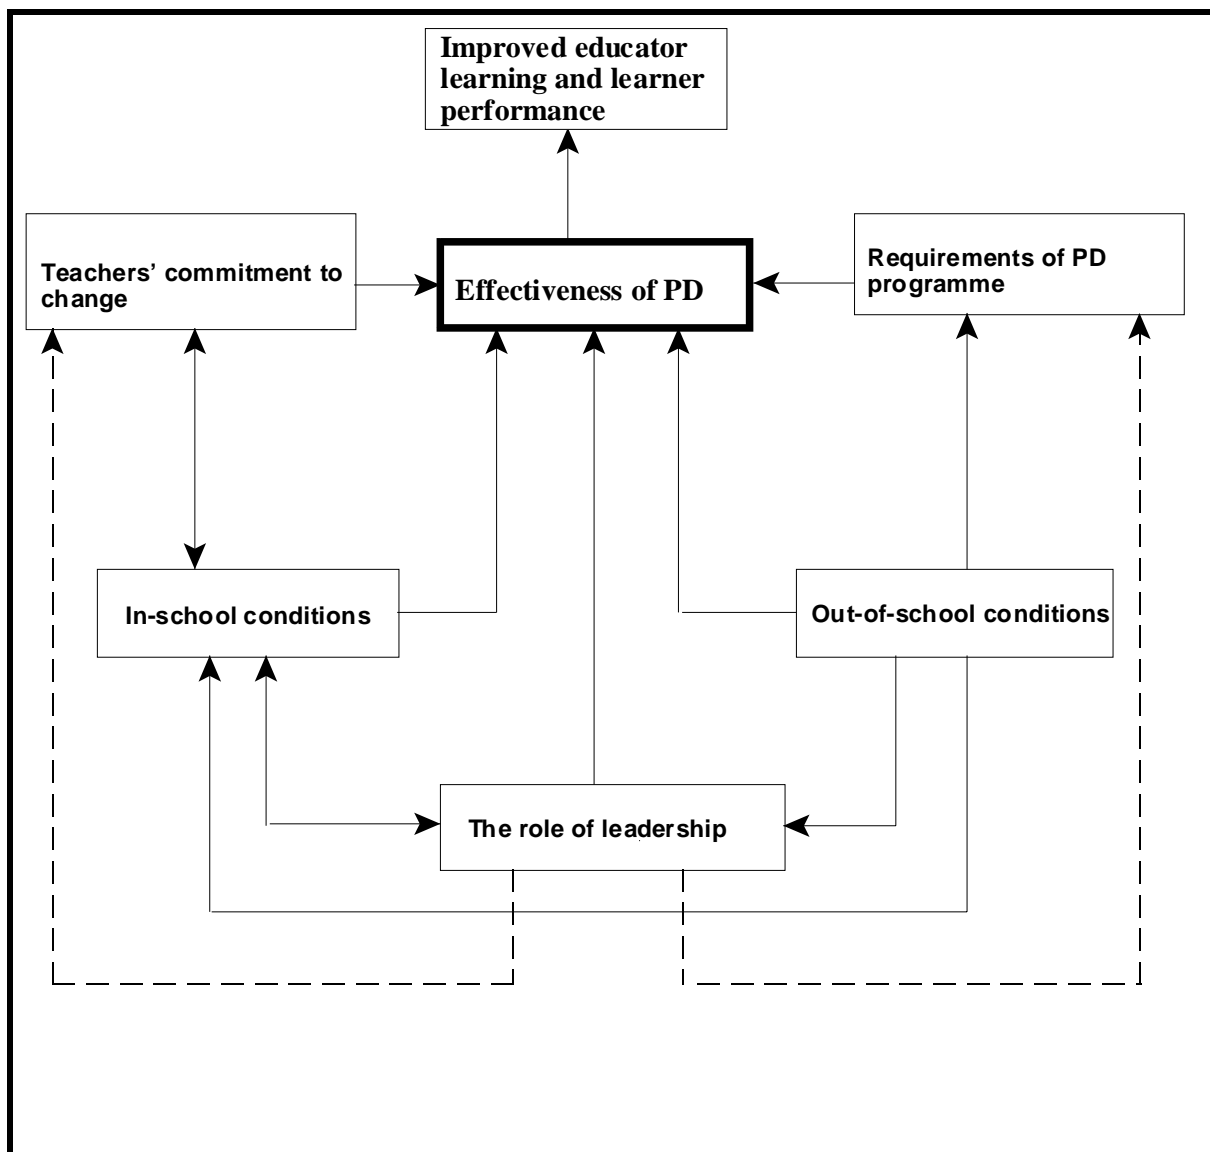 Improved educator
learning and learner
performance
Teachers’ commitment to
change
Effectiveness of PD
Requirements of PD
programme
In-school conditions
Out-of-school conditions
The role of leadership